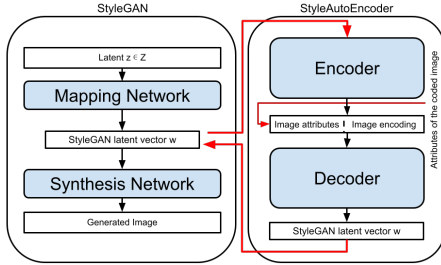 StyleGAN
Latent z ∈ Z
Mapping Network
StyleGAN latent vector w
Synthesis Network
Generated Image
StyleAutoEncoder
Encoder
Image attributes Image encoding
Decoder
StyleGAN latent vector w
Attributes of the coded image